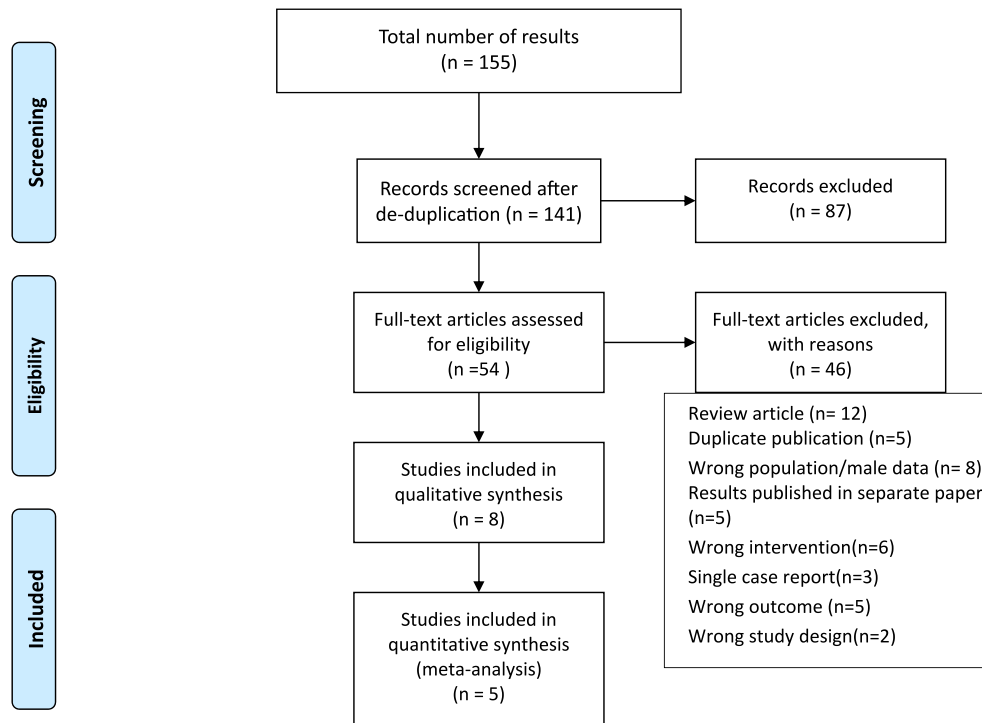 Screening
Total number of results
(n = 155)
Records screened after
de-duplication (n = 141)
Records excluded
(n = 87)
Eligibility
Full-text articles assessed
for eligibility
(n =54 )
Full-text articles excluded,
with reasons
(n = 46)
Review article (n= 12)
Duplicate publication (n=5)
Wrong population/male data (n= 8)
Results published in separate paper
(n=5)
Wrong intervention(n=6)
Single case report(n=3)
Wrong outcome (n=5)
Wrong study design(n=2)
Studies included in
qualitative synthesis
(n = 8)
Included
Studies included in
quantitative synthesis
(meta-analysis)
(n = 5)